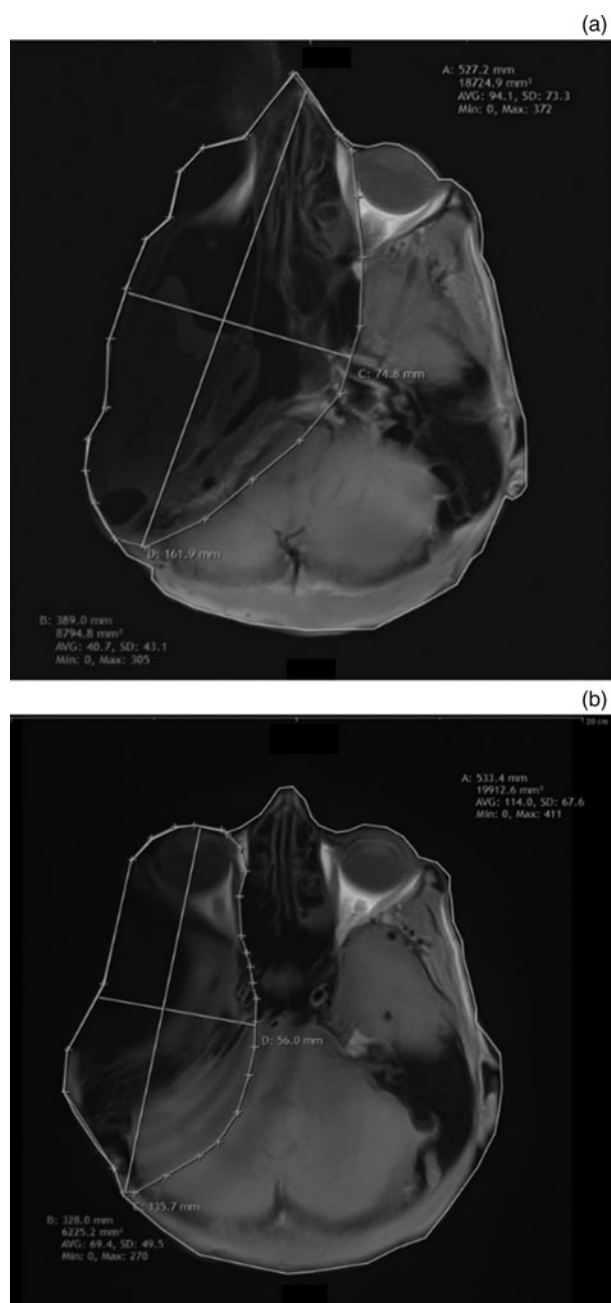 (a)
A: 527.2 mm
18724.9 mm²
AVG: 94.1, SD: 73.3
Min: 0, Max: 372
C: 74.8 mm
D: 161.9 mm
B: 389.0 mm
8794.8 mm²
AVG: 40.7, SD: 43.1
Min: 0, Max: 305
(b)
20 cm
A: 533.4 mm
19912.6 mm²
AVG: 114.0, SD: 67.6
Min: 0, Max: 411
D: 56.0 mm
C: 135.7 mm
B: 328.0 mm
6225.2 mm²
AVG: 69.4, SD: 49.5
Min: 0, Max: 270